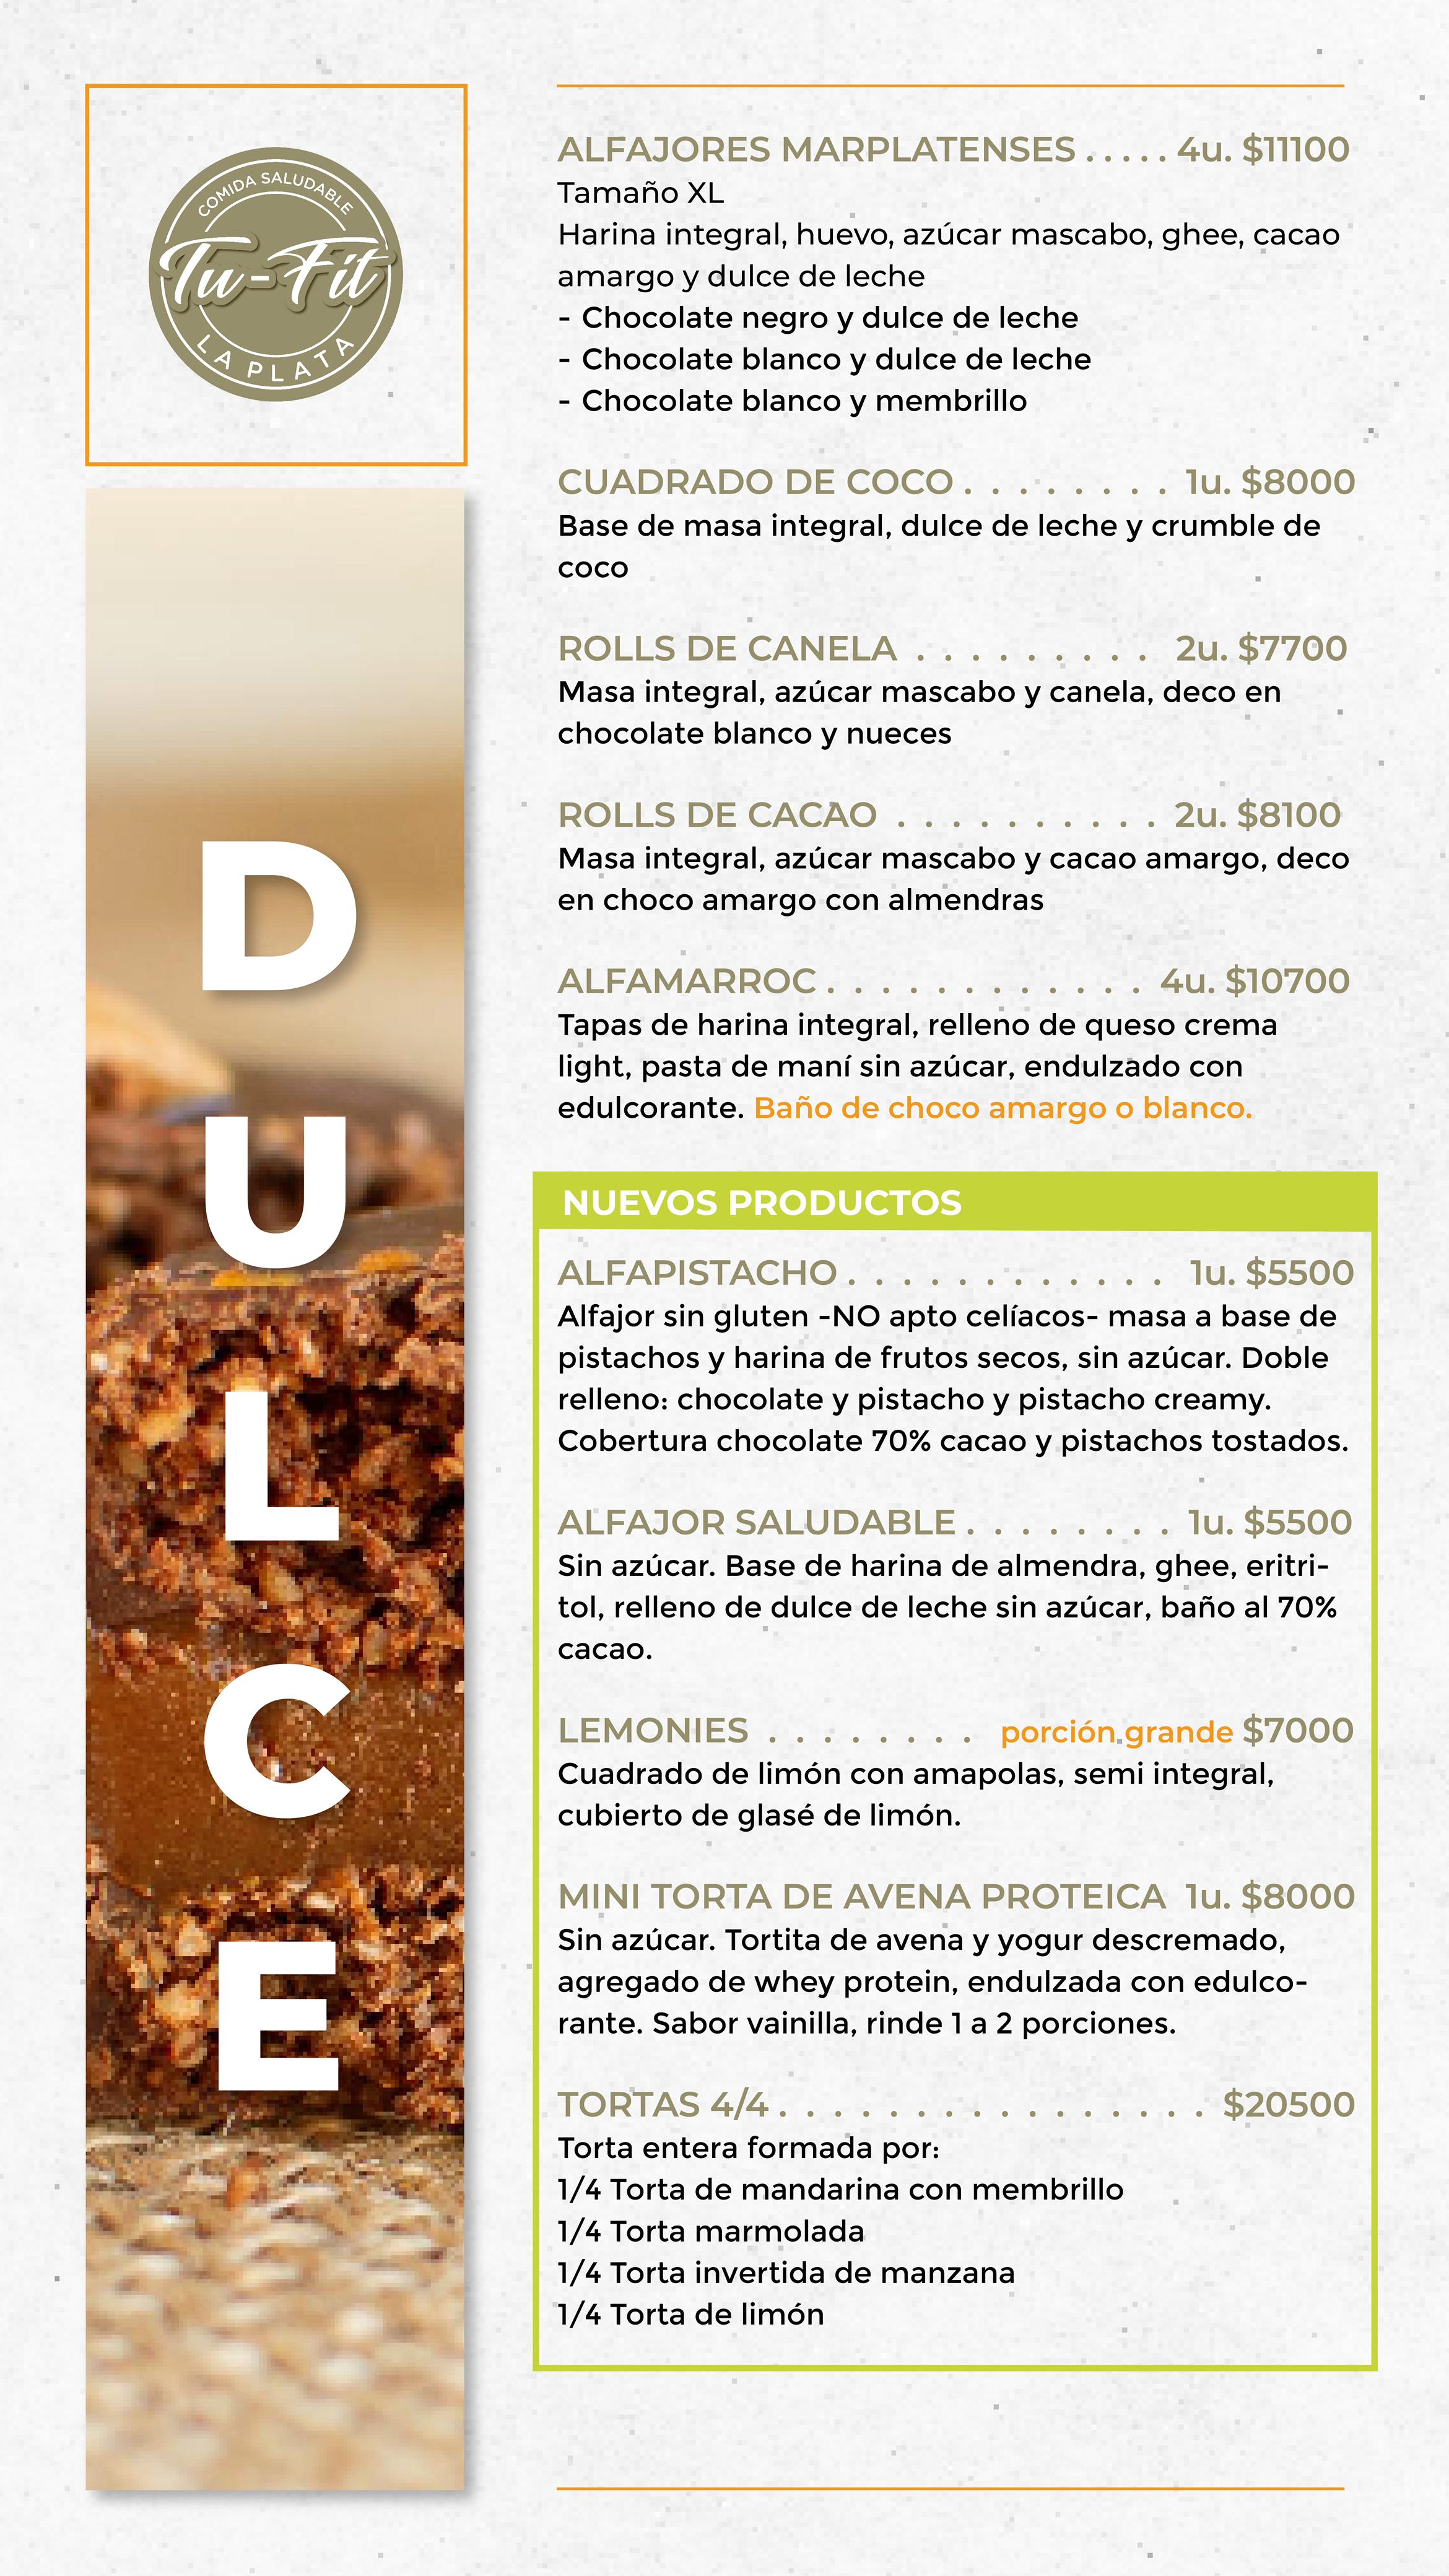 COMIDA SALUDABLE
Tu-Fit
LA PLATA
DULCE
ALFAJORES MARPLATENSES ..... 4u. $11100
Tamaño XL
Harina integral, huevo, azúcar mascabo, ghee, cacao
amargo y dulce de leche
- Chocolate negro y dulce de leche
- Chocolate blanco y dulce de leche
- Chocolate blanco y membrillo
CUADRADO DE COCO . . . . . . . . 1u. $8000
Base de masa integral, dulce de leche y crumble de
coco
ROLLS DE CANELA . . . . . . . . . 2u. $7700
Masa integral, azúcar mascabo y canela, deco en
chocolate blanco y nueces
ROLLS DE CACAO . . . . . . . . . . 2u. $8100
Masa integral, azúcar mascabo y cacao amargo, deco
en choco amargo con almendras
ALFAMARROC . . . . . . . . . . . . 4u. $10700
Tapas de harina integral, relleno de queso crema
light, pasta de maní sin azúcar, endulzado con
edulcorante. Baño de choco amargo o blanco.
NUEVOS PRODUCTOS
ALFAPISTACHO . . . . . . . . . . . . 1u. $5500
Alfajor sin gluten -NO apto celíacos- masa a base de
pistachos y harina de frutos secos, sin azúcar. Doble
relleno: chocolate y pistacho y pistacho creamy.
Cobertura chocolate 70% cacao y pistachos tostados.
ALFAJOR SALUDABLE . . . . . . . . 1u. $5500
Sin azúcar. Base de harina de almendra, ghee, eritri-
tol, relleno de dulce de leche sin azúcar, baño al 70%
cacao.
LEMONIES . . . . . . . . porción grande $7000
Cuadrado de limón con amapolas, semi integral,
cubierto de glasé de limón.
MINI TORTA DE AVENA PROTEICA 1u. $8000
Sin azúcar. Tortita de avena y yogur descremado,
agregado de whey protein, endulzada con edulco-
rante. Sabor vainilla, rinde 1 a 2 porciones.
TORTAS 4/4 . . . . . . . . . . . . . . . . $20500
Torta entera formada por:
1/4 Torta de mandarina con membrillo
1/4 Torta marmolada
1/4 Torta invertida de manzana
1/4 Torta de limón